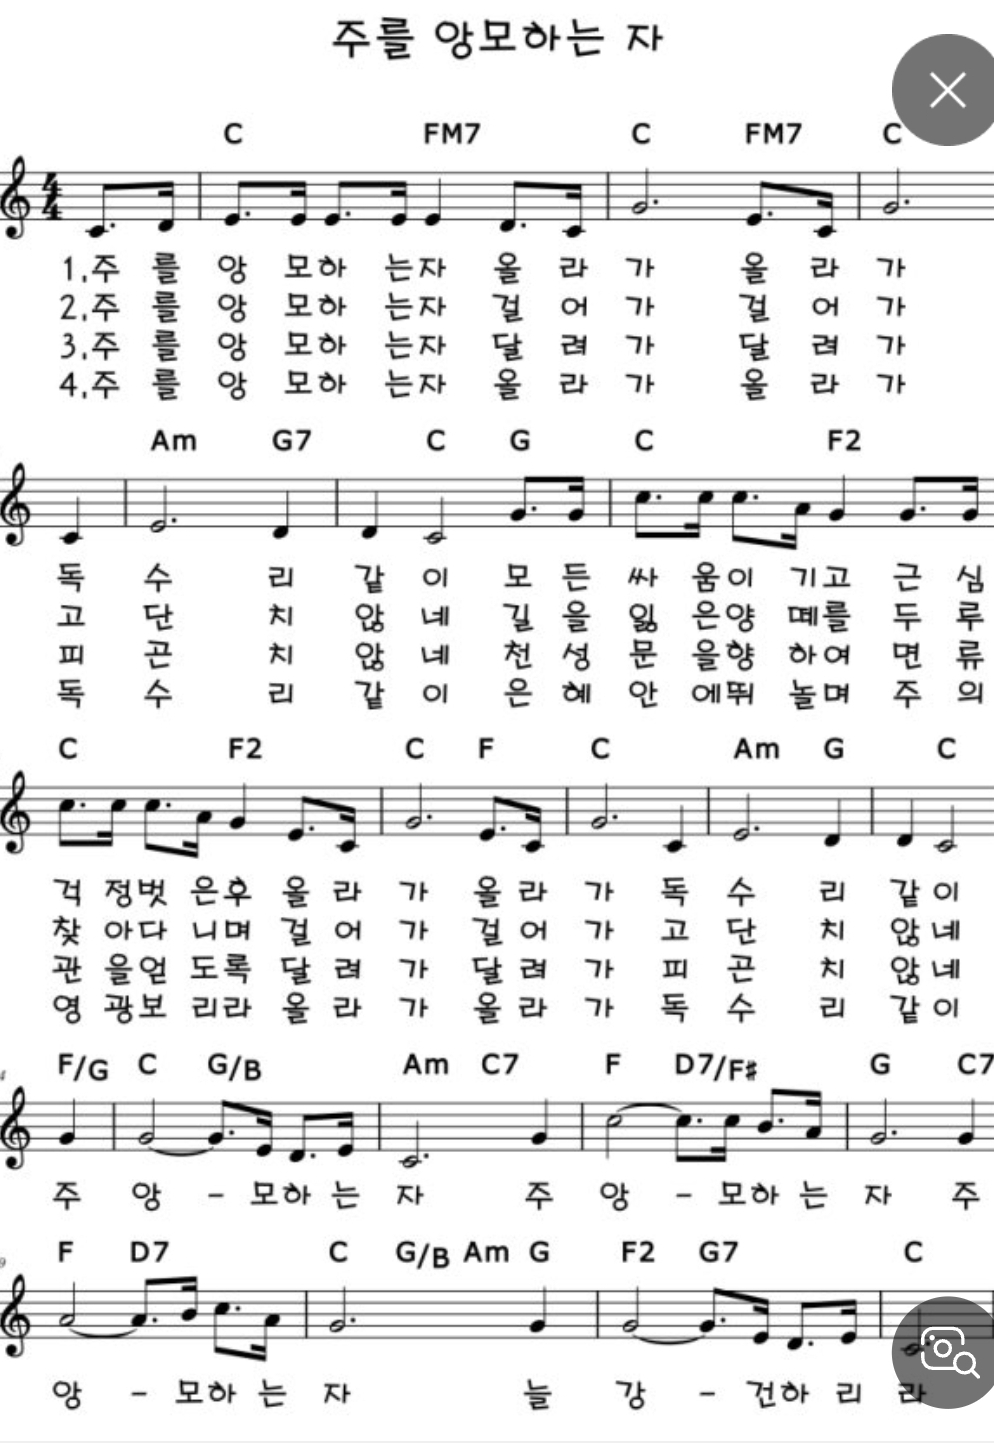 주를 앙모하는 자
C FM7 C FM7 C
1.주 를 앙 모하 는자 올 라 가 올 라 가
2.주 를 앙 모하 는자 걸 어 가 걸 어 가
3.주 를 앙 모하 는자 달 려 가 달 려 가
4.주 를 앙 모하 는자 올 라 가 올 라 가
Am G7 C G C F2
독 수 리 같 이 모 든 싸 움이 기고 근 심
고 단 치 않 네 길 을 잃 은양 떼를 두 루
피 곤 치 않 네 천 성 문 을향 하여 면 류
독 수 리 같 이 은 혜 안 에뛰 놀며 주 의
C F2 C F C Am G C
걱 정벗 은후 올 라 가 올 라 가 독 수 리 같 이
찾 아다 니며 걸 어 가 걸 어 가 고 단 치 않 네
관 을얻 도록 달 려 가 달 려 가 피 곤 치 않 네
영 광보 리라 올 라 가 올 라 가 독 수 리 같 이
F/G C G/B Am C7 F D7/F# G C7
주 앙 - 모하 는 자 주 앙 - 모하 는 자 주
F D7 C G/B Am G F2 G7 C
앙 - 모하 는 자 늘 강 - 건하 리 라